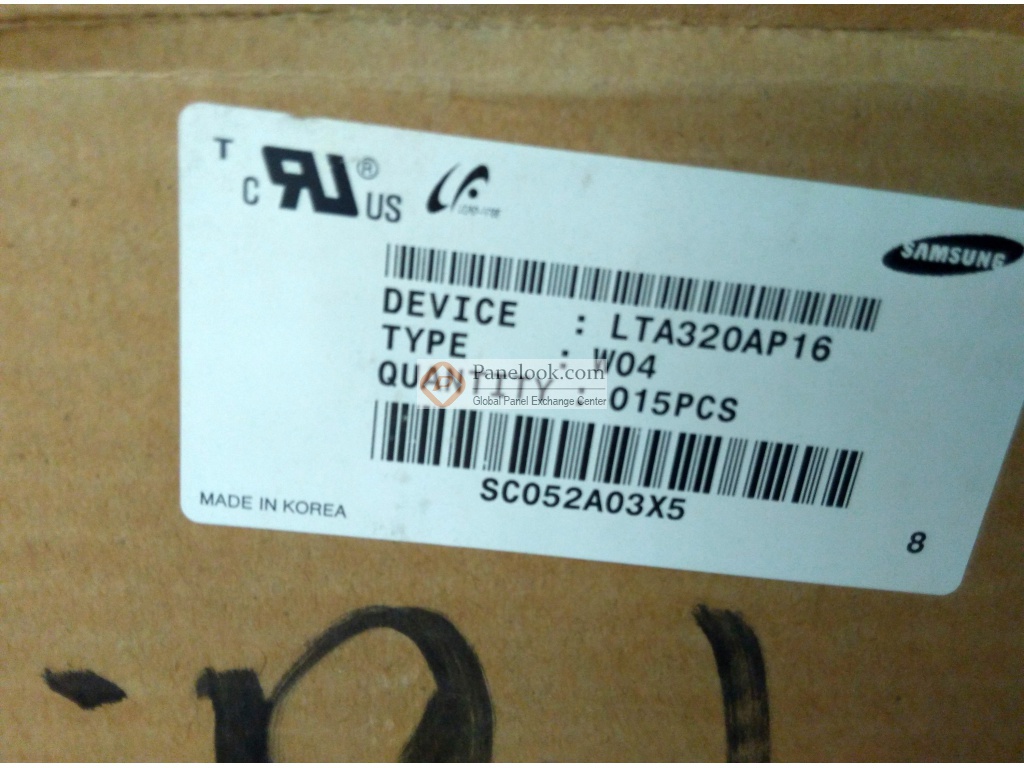 T
C RU ® US
SAMSUNG
DEVICE : LTA320AP16
TYPE : W04
QUANTITY : 015PCS
Panelook.com
Global Panel Exchange Center
SC052A03X5
MADE IN KOREA
8